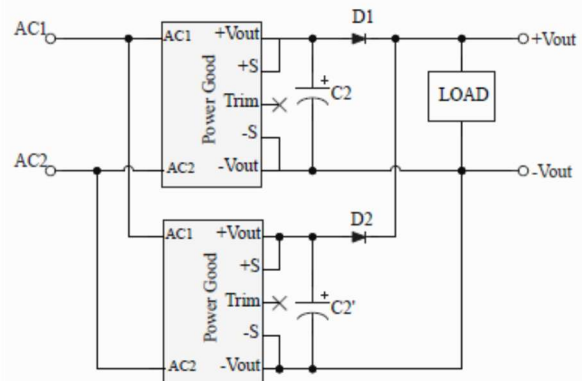 D1
AC1 AC1 +Vout +Vout
+S
Power Good
Trim C2 LOAD
-S
AC2 AC2 -Vout -Vout
D2
AC1 +Vout
+S
Power Good
Trim C2'
-S
AC2 -Vout